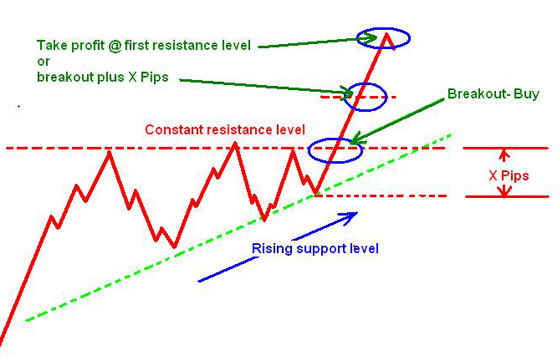 Take profit @ first resistance level
or
breakout plus X Pips
Breakout- Buy
Constant resistance level
X Pips
Rising support level